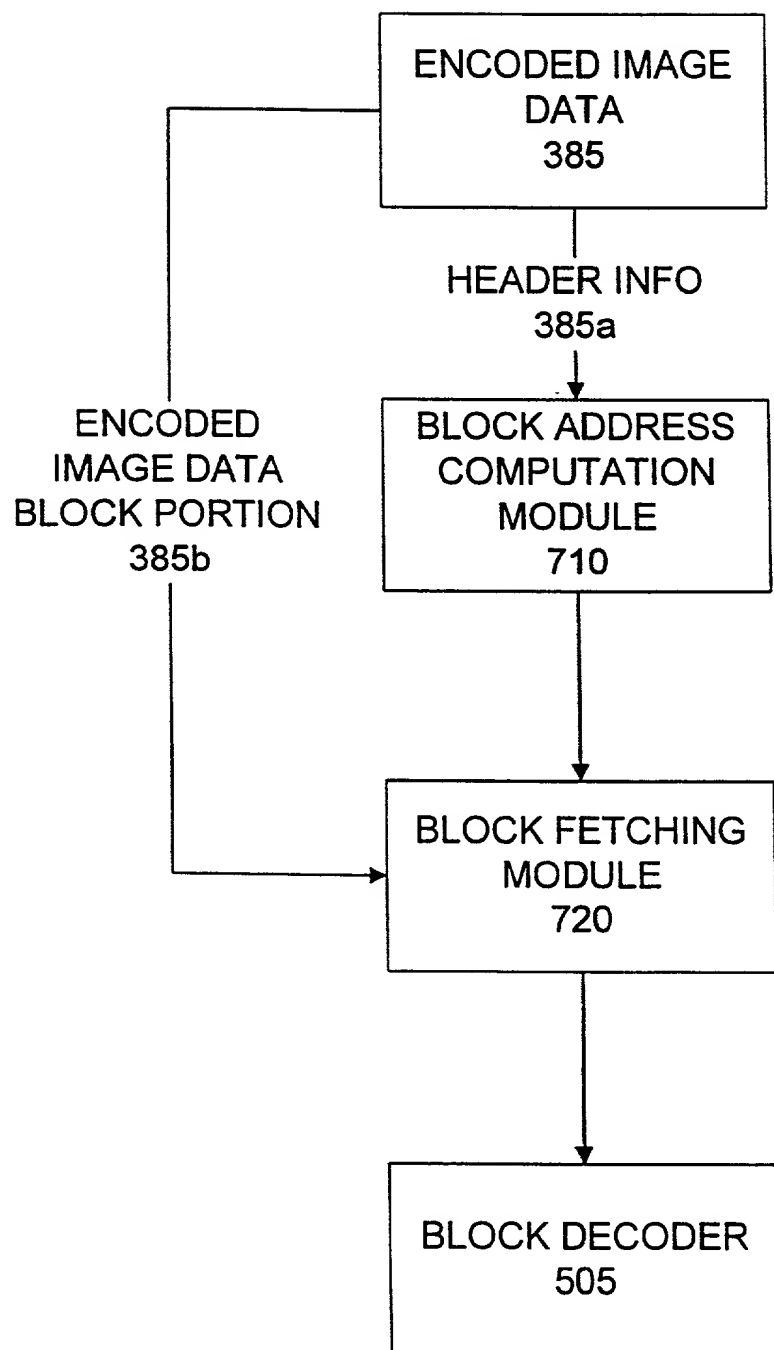 ENCODED IMAGE
DATA
385
HEADER INFO
385a
ENCODED
IMAGE DATA
BLOCK PORTION
385b
BLOCK ADDRESS
COMPUTATION
MODULE
710
BLOCK FETCHING
MODULE
720
BLOCK DECODER
505